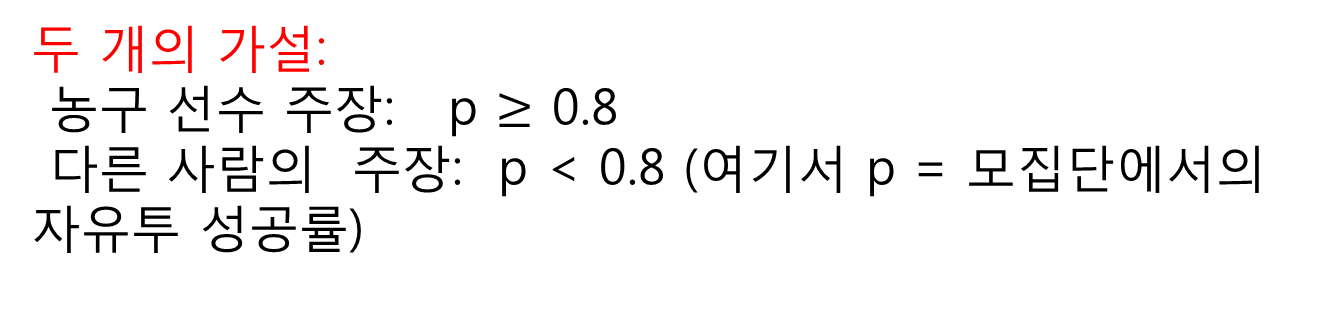 두 개의 가설:
농구 선수 주장: p ≥ 0.8
다른 사람의 주장: p < 0.8 (여기서 p = 모집단에서의
자유투 성공률)